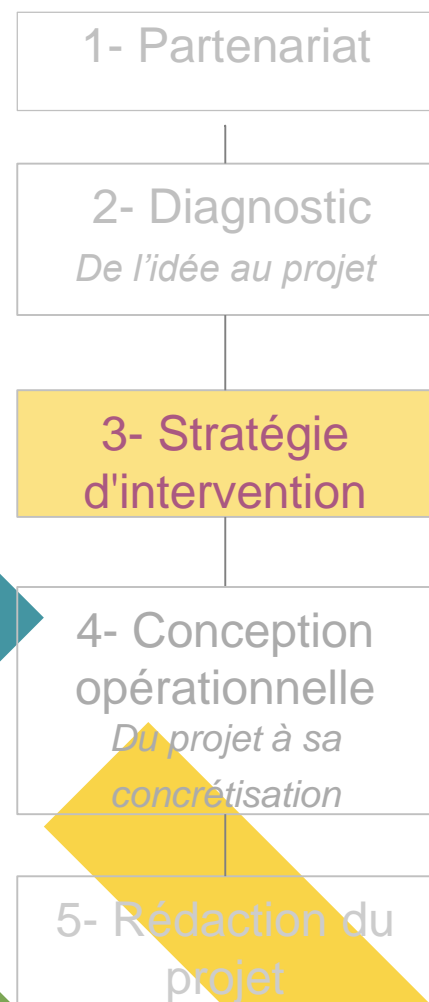 1- Partenariat
2- Diagnostic
De l’idée au projet
3- Stratégie
d'intervention
4- Conception
opérationnelle
Du projet à sa
concrétisation
5- Rédaction du
projet